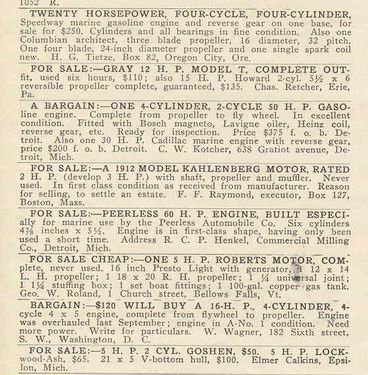 1052 R,
TWENTY HORSEPOWER, FOUR-CYCLE, FOUR-CYLINDER,
Speedway marine gasoline engine and reverse gear on one base, for
sale for $250. Cylinders and all bearings in fine condition. Also one
Columbian architect, three blade propeller, 16 diameter, 32 pitch.
One four blade, 24-inch diameter propeller and one single spark coil
new. H. G. Tietze, Box 82, Oregon City, Ore.
FOR SALE:—GRAY 12 H. P. MODEL T, COMPLETE OUT-
fit, used six hours, $110; also 15 H. P. Howard 2-cyl. 5½ x 6
reversible propeller complete, guaranteed, $135. Chas. Retcher, Erie,
Pa.
A BARGAIN:—ONE 4-CYLINDER, 2-CYCLE 50 H. P. GASO-
line engine. Complete from propeller to fly wheel. In excellent
condition. Fitted with Bosch magneto, Lavigne oiler, Heinz coil,
reverse gear, etc. Ready for inspection. Price $375 f. o. b. De-
troit. Also one 30 H. P. Cadillac marine engine with reverse gear,
price $200 f. o. b. Detroit. C. W. Kotcher, 638 Gratiot avenue, De-
troit, Mich.
FOR SALE:—A 1912 MODEL KAHLENBERG MOTOR, RATED
2 H. P. (develop 3 H. P.) with shaft, propeller and muffler. Never
used. In first class condition as received from manufacturer. Reason
for selling, to settle an estate. F. F. Raymond, executor, Box 127,
Boston, Mass.
FOR SALE:—PEERLESS 60 H. P. ENGINE, BUILT ESPECI-
ally for marine use by the Peerless Automobile Co. Six cylinders
4⅞ inches x 5½. Engine is in first-class shape, having only been
used a short time. Address R. C. P. Henkel, Commercial Milling
Co., Detroit, Mich.
FOR SALE CHEAP:—ONE 5 H. P. ROBERTS MOTOR, COM-
plete, never used. 16 inch Presto Light with generator, 1 12 x 14
L. H. propeller; 1 18 x 20 R. H. propeller; 1 1¼ universal joint;
1 1¼ stuffing box; 1 set boat fittings; 1 100-gal. copper gas tank.
Geo. W. Roland, 1 Church street, Bellows Falls, Vt.
BARGAIN:—$120 WILL BUY A 16-H. P., 4-CYLINDER, 4-
cycle 4 x 5 engine, complete from flywheel to propeller. Engine
was overhauled last September; engine in A-No. 1 condition. Need
more power. Write for particulars. W. Wagner, 182 Sixth street,
S. W., Washington, D. C.
FOR SALE:—5 H. P. 2 CYL. GOSHEN, $50. 5 H. P. LOCK-
wood-Ash, $65. 21 x 5 V-bottom hull, $100. Elmer Calkins, Eps-
ilon, Mich.